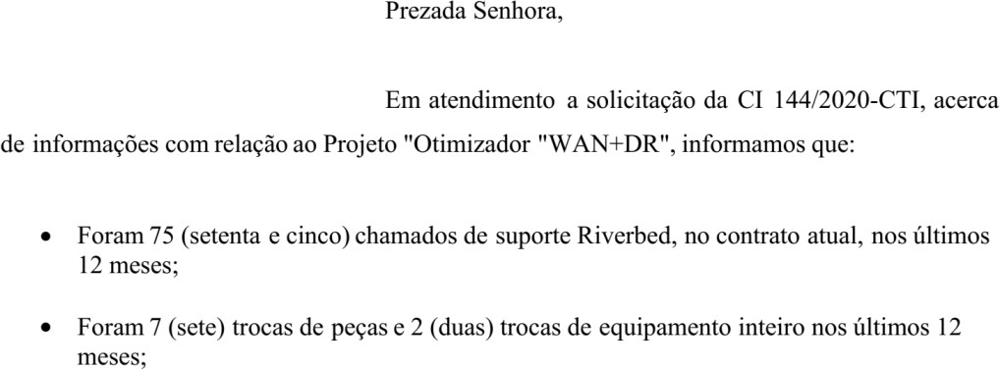 Prezada Senhora,
Em atendimento a solicitação da CI 144/2020-CTI, acerca
de informações com relação ao Projeto "Otimizador "WAN+DR", informamos que:
• Foram 75 (setenta e cinco) chamados de suporte Riverbed, no contrato atual, nos últimos
12 meses;
• Foram 7 (sete) trocas de peças e 2 (duas) trocas de equipamento inteiro nos últimos 12
meses;